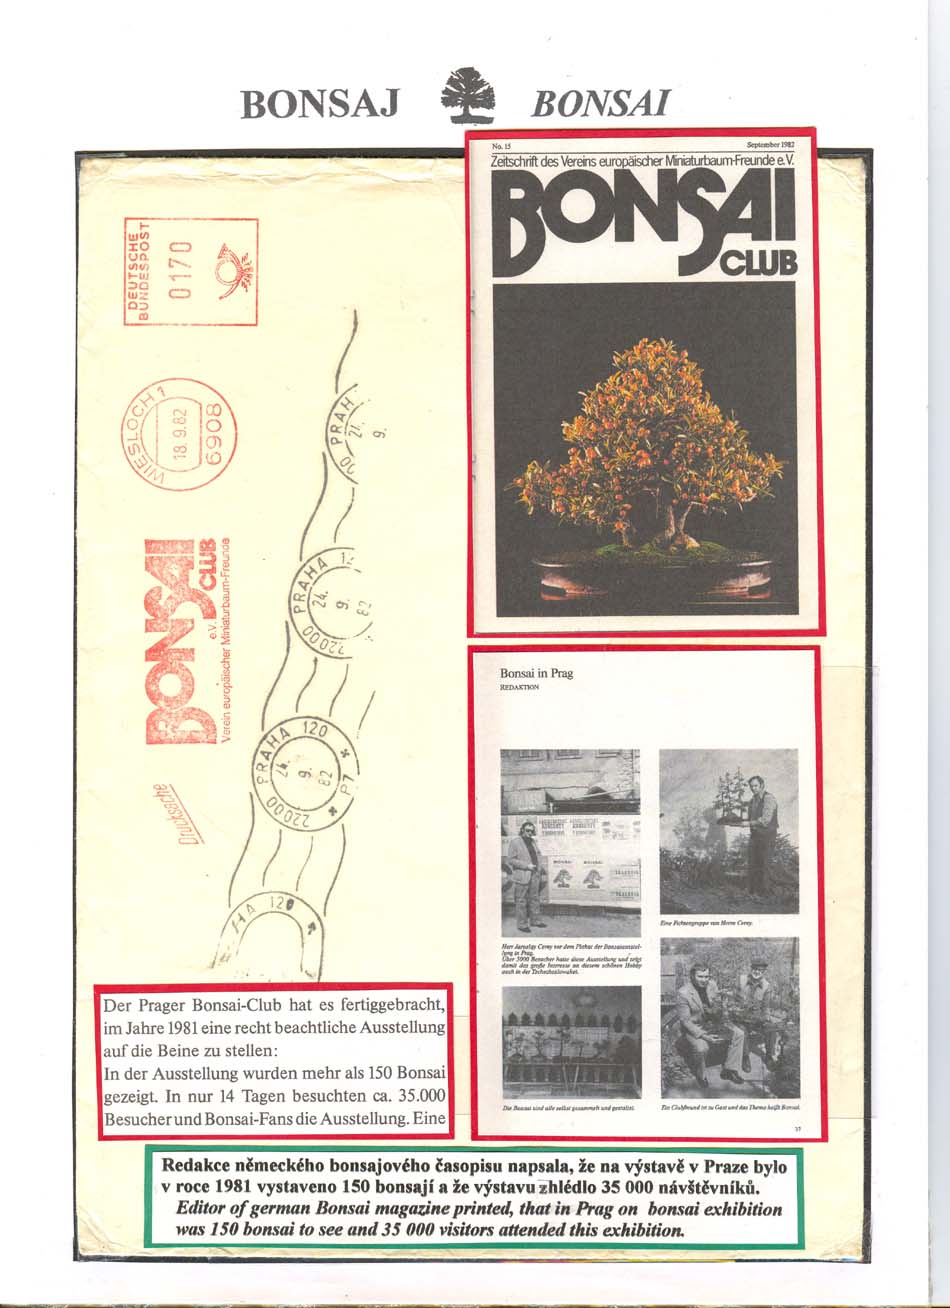 BONSAJ BONSAI
No. 15 September 1982
Zeitschrift des Vereins europäischer Miniaturbaum-Freunde e.V.
BONSAI
CLUB
DEUTSCHE
BUNDESPOST
0170
WIESLOCH 1
18.9.82
6908
BONSAI
CLUB
e.V.
Verein europäischer Miniaturbaum-Freunde
Drucksache
00 PRAH
21.
9.
22000 PRAHA 12
24.
9.
82
22000 PRAHA 120
24.
9.
82
P7
HA 120
Bonsai in Prag
REDAKTION
BONSAI BONSAI
Herr Jaroslav Cerny vor dem Plakat der Bonsaiausstel-
lung in Prag.
Über 3000 Besucher hatte diese Ausstellung und zeigt
damit das große Interesse an diesem schönen Hobby
auch in der Tschechoslowakei.
Eine Fichtengruppe von Herrn Cerny.
Die Bonsai sind alle selbst gesammelt und gestaltet.
Ein Clubfreund ist zu Gast und das Thema heißt Bonsai.
37
Der Prager Bonsai-Club hat es fertiggebracht,
im Jahre 1981 eine recht beachtliche Ausstellung
auf die Beine zu stellen:
In der Ausstellung wurden mehr als 150 Bonsai
gezeigt. In nur 14 Tagen besuchten ca. 35.000
Besucher und Bonsai-Fans die Ausstellung. Eine
Redakce německého bonsajového časopisu napsala, že na výstavě v Praze bylo
v roce 1981 vystaveno 150 bonsají a že výstavu zhlédlo 35 000 návštěvníků.
Editor of german Bonsai magazine printed, that in Prag on bonsai exhibition
was 150 bonsai to see and 35 000 visitors attended this exhibition.